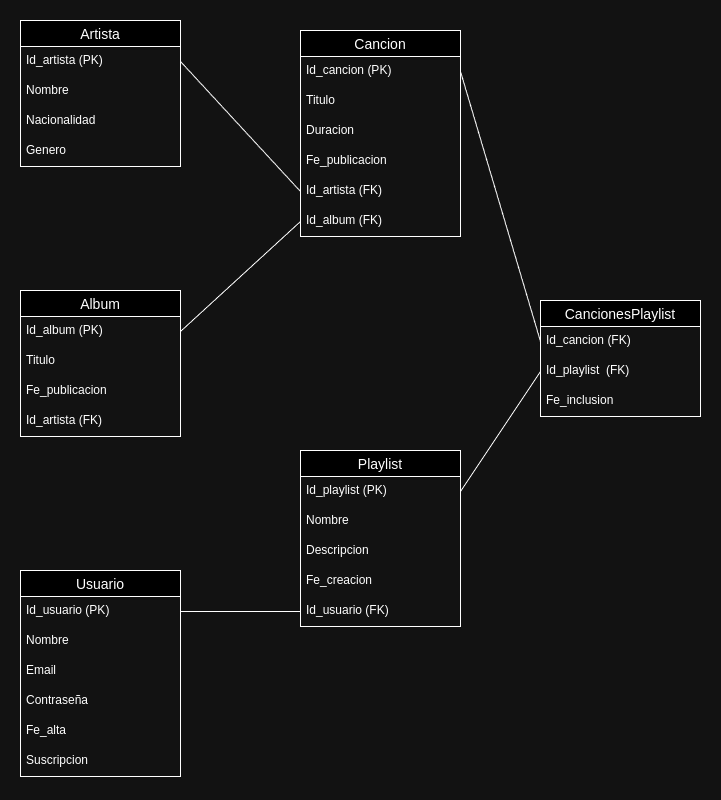 Artista
Id_artista (PK)
Nombre
Nacionalidad
Genero
Cancion
Id_cancion (PK)
Titulo
Duracion
Fe_publicacion
Id_artista (FK)
Id_album (FK)
Album
Id_album (PK)
Titulo
Fe_publicacion
Id_artista (FK)
CancionesPlaylist
Id_cancion (FK)
Id_playlist  (FK)
Fe_inclusion
Playlist
Id_playlist (PK)
Nombre
Descripcion
Fe_creacion
Id_usuario (FK)
Usuario
Id_usuario (PK)
Nombre
Email
Contraseña
Fe_alta
Suscripcion